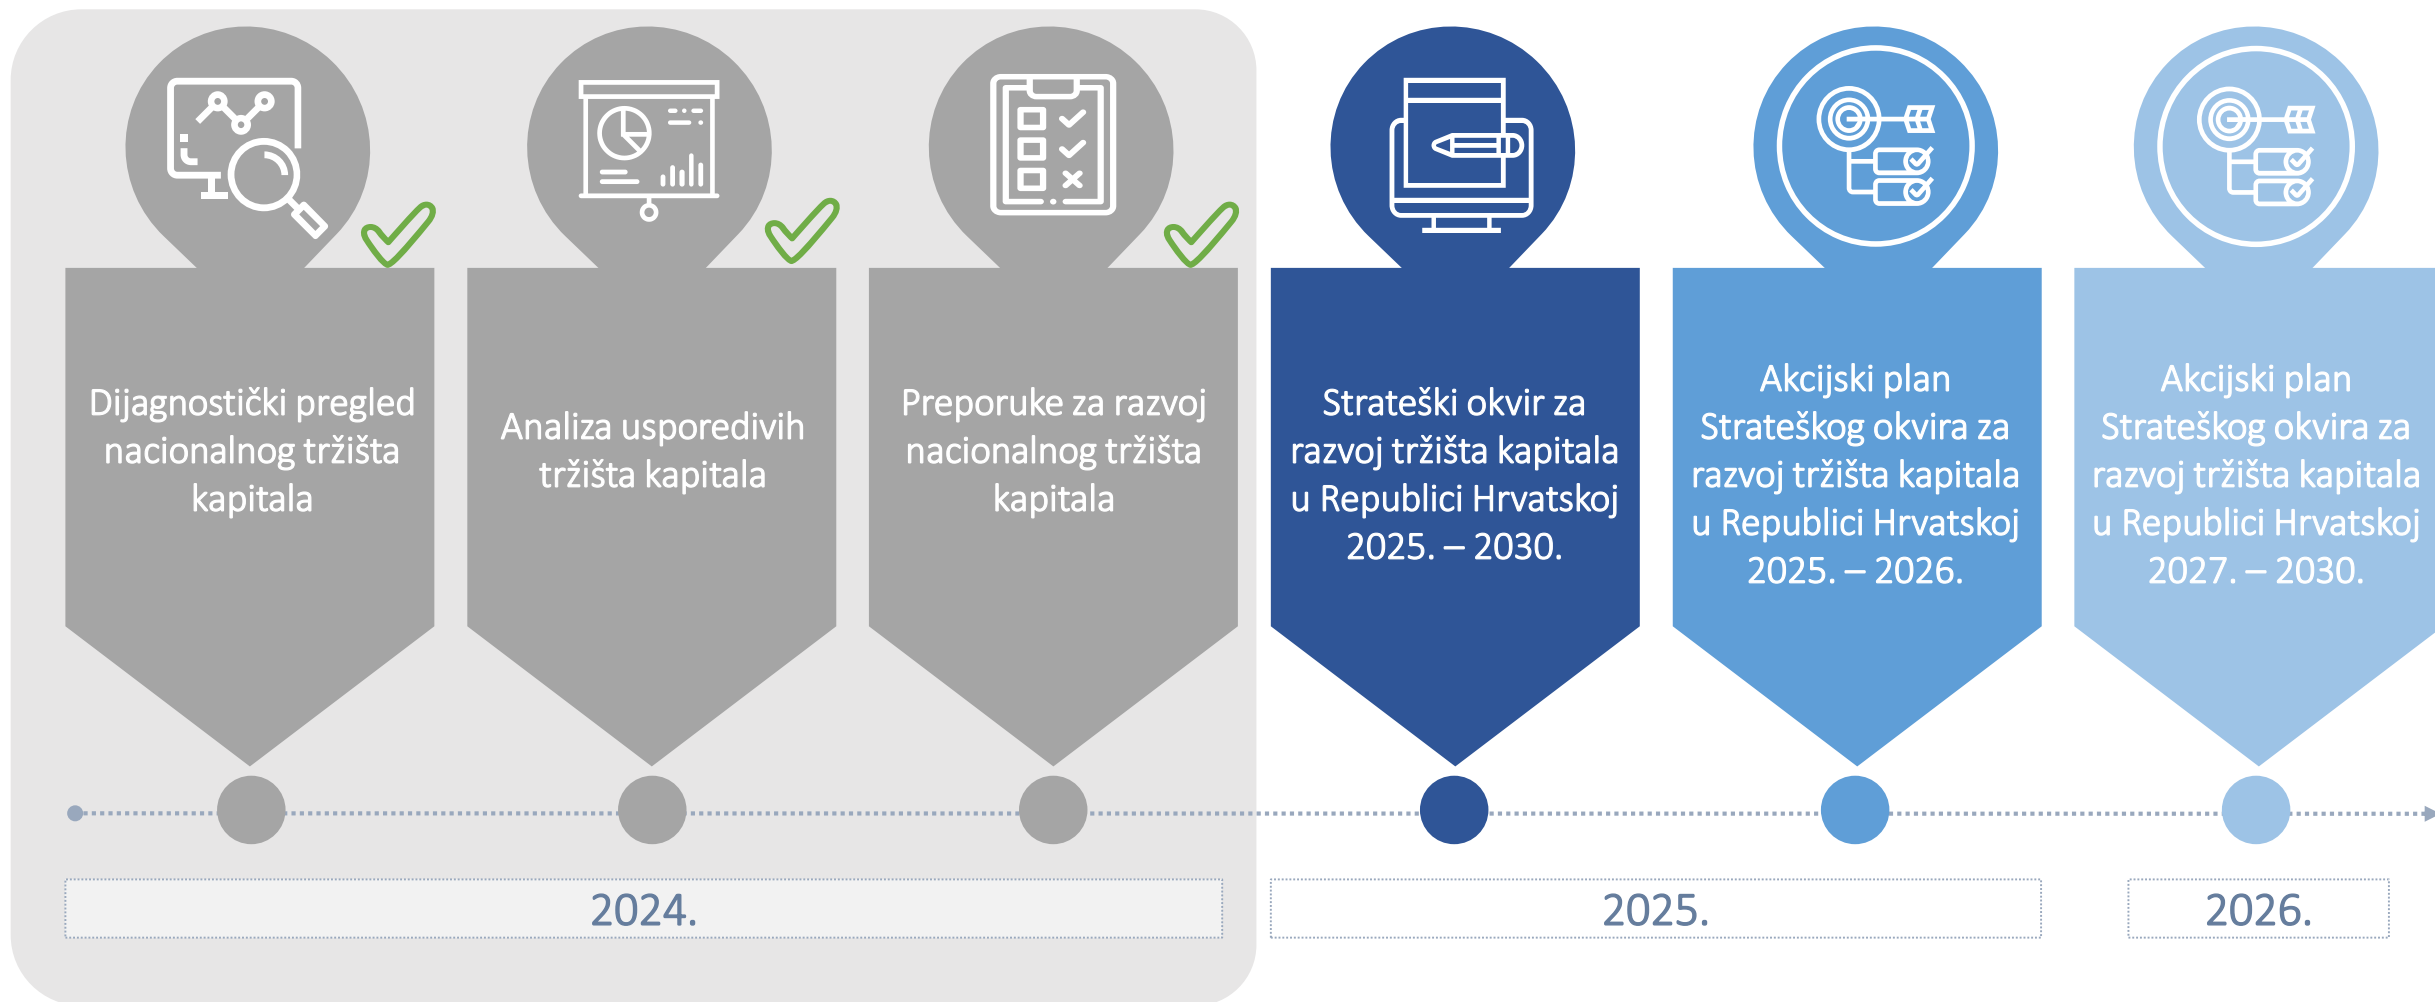 Dijagnostički pregled
nacionalnog tržišta
kapitala
Analiza usporedivih
tržišta kapitala
Preporuke za razvoj
nacionalnog tržišta
kapitala
Strateški okvir za
razvoj tržišta kapitala
u Republici Hrvatskoj
2025. – 2030.
Akcijski plan
Strateškog okvira za
razvoj tržišta kapitala
u Republici Hrvatskoj
2025. – 2026.
Akcijski plan
Strateškog okvira za
razvoj tržišta kapitala
u Republici Hrvatskoj
2027. – 2030.
2024.
2025.
2026.